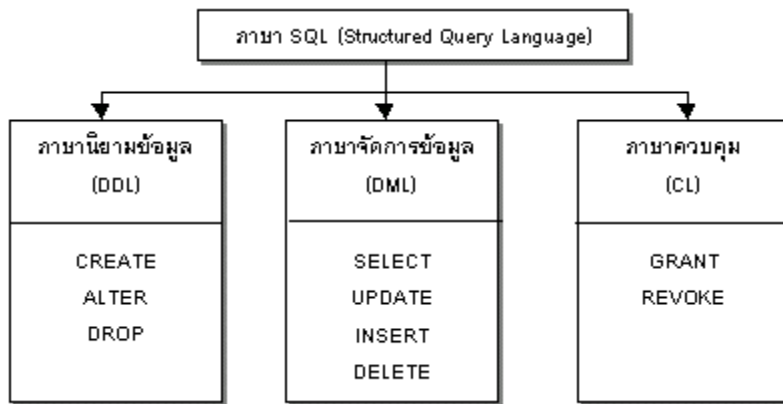 ภาษา SQL (Structured Query Language)
ภาษานิยามข้อมูล
(DDL)
CREATE
ALTER
DROP
ภาษาจัดการข้อมูล
(DML)
SELECT
UPDATE
INSERT
DELETE
ภาษาควบคุม
(CL)
GRANT
REVOKE